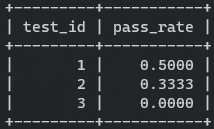 +---------+-----------+
| test_id | pass_rate |
+---------+-----------+
|       1 |    0.5000 |
|       2 |    0.3333 |
|       3 |    0.0000 |
+---------+-----------+